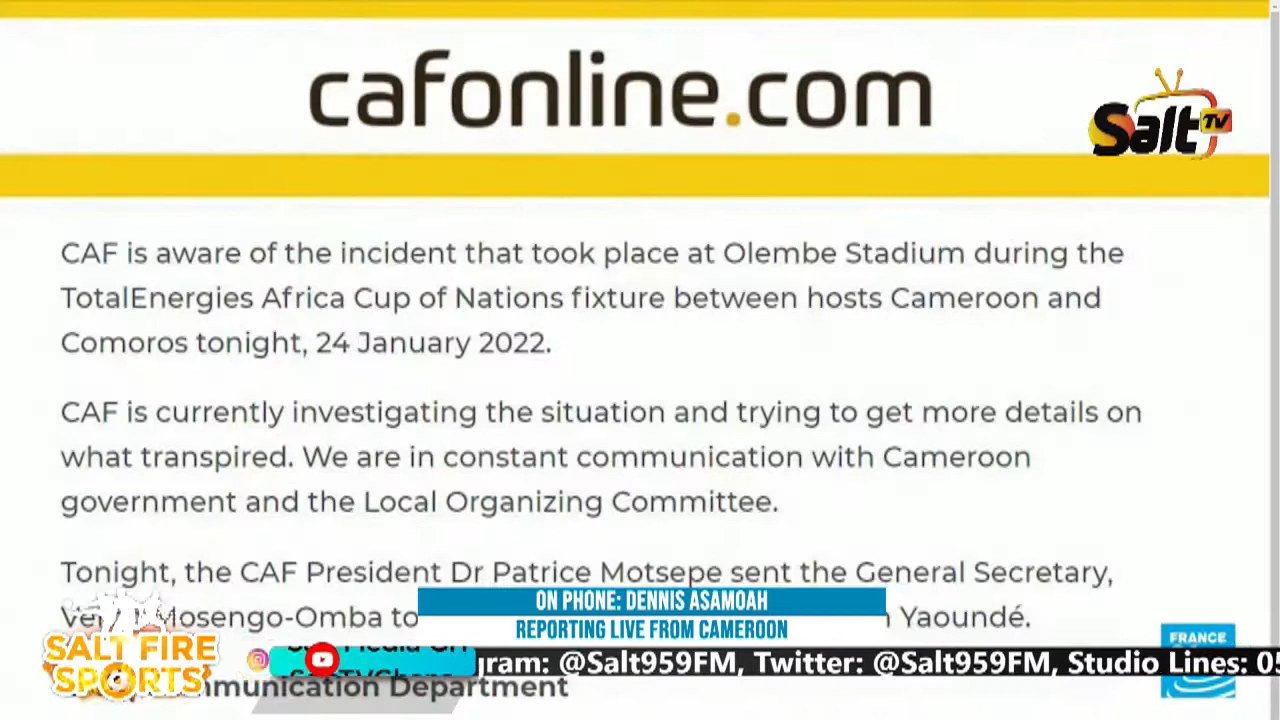 cafonline.com
Salt TV
CAF is aware of the incident that took place at Olembe Stadium during the
TotalEnergies Africa Cup of Nations fixture between hosts Cameroon and
Comoros tonight, 24 January 2022.
CAF is currently investigating the situation and trying to get more details on
what transpired. We are in constant communication with Cameroon
government and the Local Organizing Committee.
Tonight, the CAF President Dr Patrice Motsepe sent the General Secretary,
Mosengo-Omba to Yaoundé.
ON PHONE: DENNIS ASAMOAH
REPORTING LIVE FROM CAMEROON
SALT FIRE
SPORTS
gram: @Salt959FM, Twitter: @Salt959FM, Studio Lines: 05
Department
FRANCE